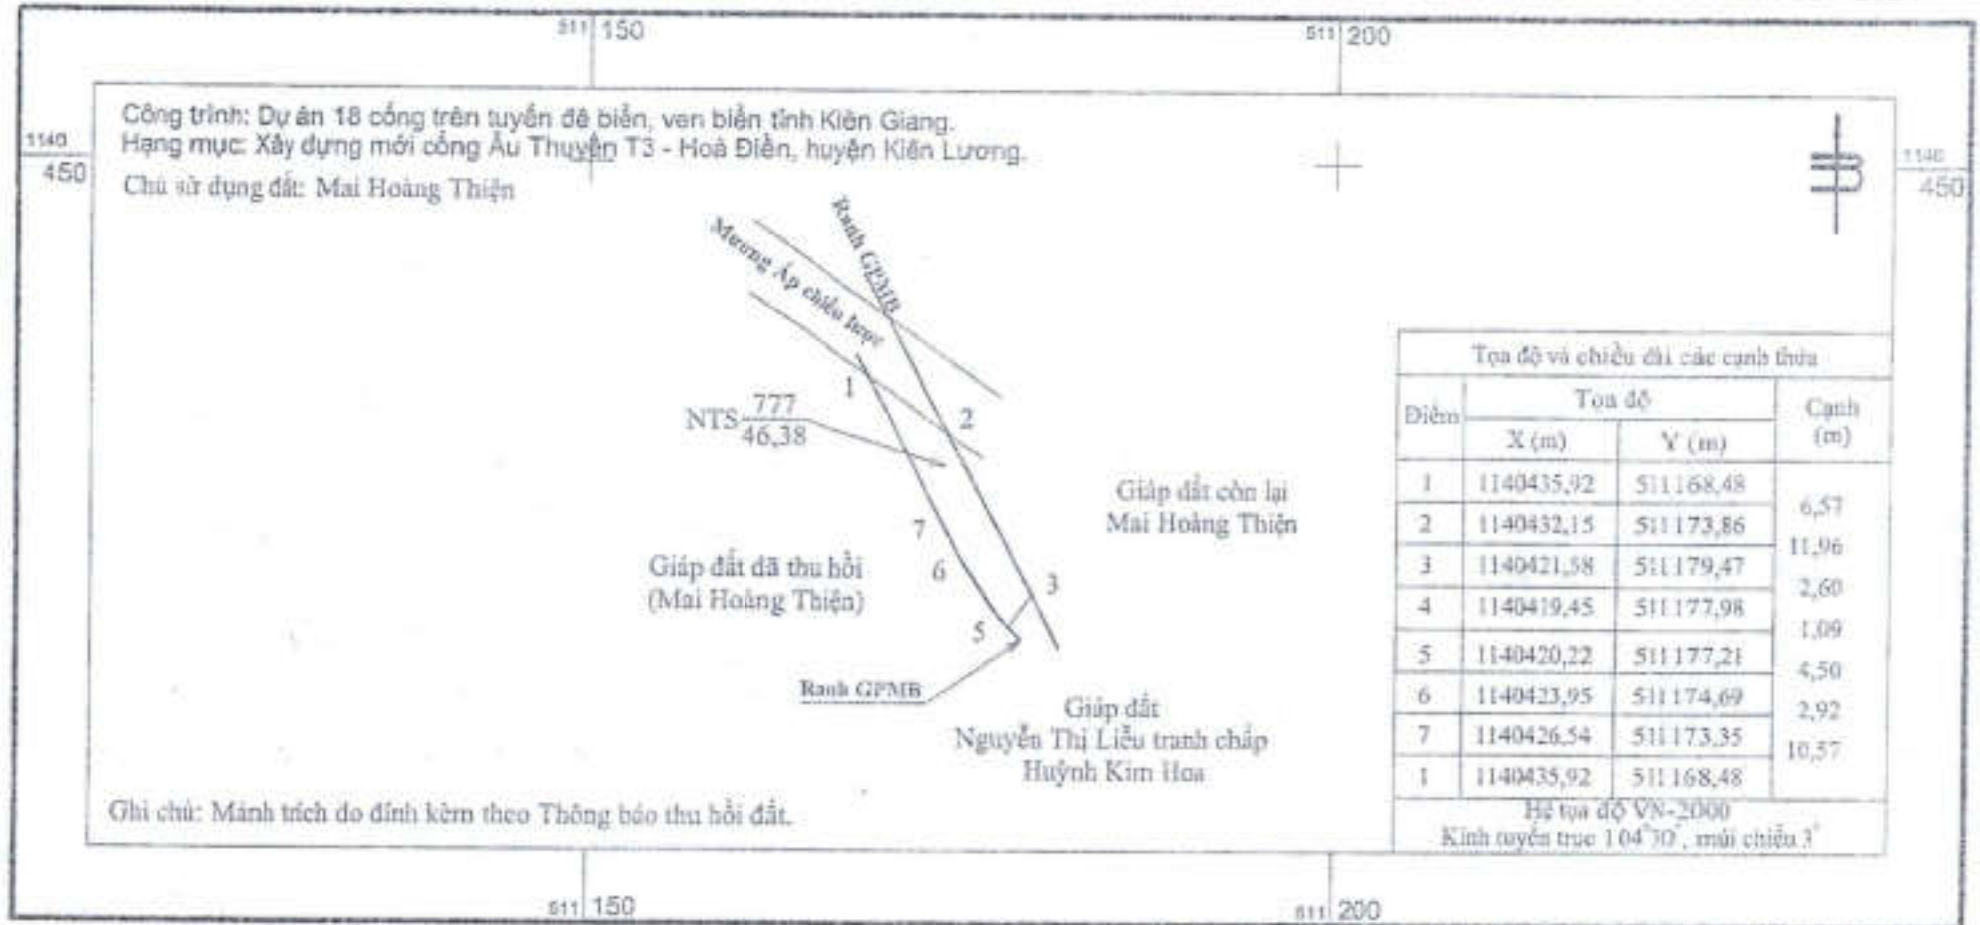 511 150
511 200
1140
450
1140
450
Công trình: Dự án 18 cống trên tuyến đê biển, ven biển tỉnh Kiên Giang.
Hạng mục: Xây dựng mới cống Âu Thuyền T3 - Hoà Điền, huyện Kiên Lương.
Chủ sử dụng đất: Mai Hoàng Thiện
Ranh GPMB
Mương Ấp chiến lược
1
2
NTS 777
46,38
7
6
5
3
Giáp đất còn lại
Mai Hoàng Thiện
Giáp đất đã thu hồi
(Mai Hoàng Thiện)
Ranh GPMB
Giáp đất
Nguyễn Thị Liễu tranh chấp
Huỳnh Kim Hoa
Tọa độ và chiều dài các cạnh thửa
Điểm
Tọa độ
Cạnh
(m)
X (m) Y (m)
1 1140435,92 511168,48
6,57
2 1140432,15 511173,86
11,96
3 1140421,58 511179,47
2,60
4 1140419,45 511177,98
1,09
5 1140420,22 511177,21
4,50
6 1140423,95 511174,69
2,92
7 1140426,54 511173,35
10,57
1 1140435,92 511168,48
Hệ tọa độ VN-2000
Kinh tuyến trục 104°30', múi chiếu 3°
Ghi chú: Mảnh trích đo đính kèm theo Thông báo thu hồi đất.
511 150
511 200